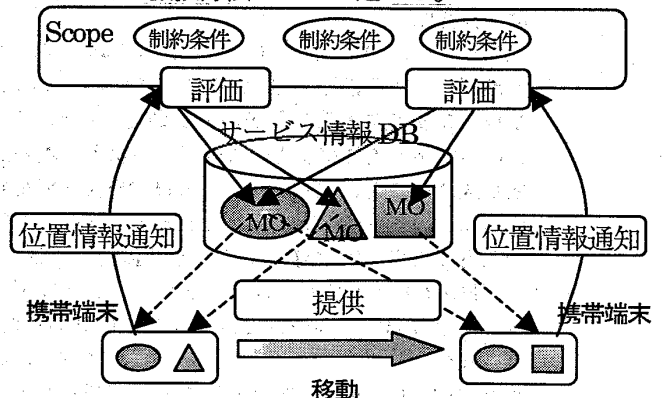 Scope
制約条件
制約条件
制約条件
評価
評価
サービス情報DB
MO
MO
MO
位置情報通知
位置情報通知
提供
携帯端末
携帯端末
移動